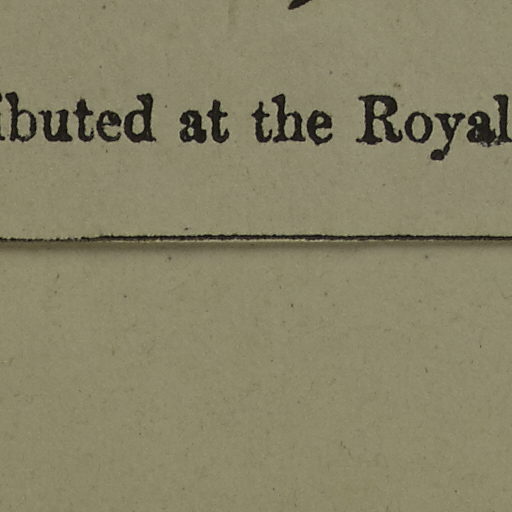 ibuted at the Royal